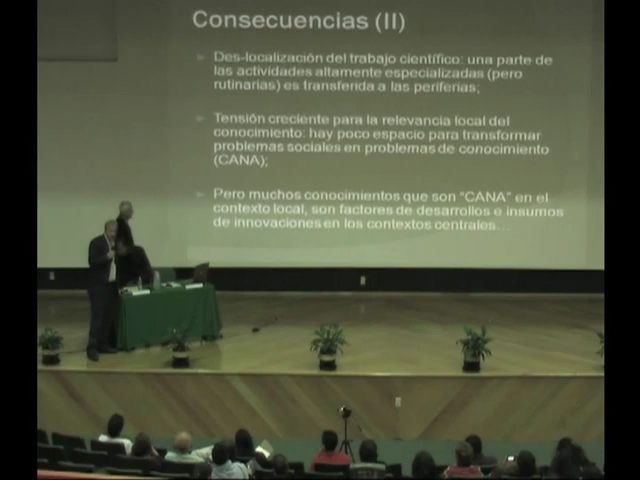 Consecuencias (II)
Des-localización del trabajo científico: una parte de
las actividades altamente especializadas (pero
rutinarias) es transferida a las periferias;
Tensión creciente para la relevancia local del
conocimiento: hay poco espacio para transformar
problemas sociales en problemas de conocimiento
(CANA);
Pero muchos conocimientos que son "CANA" en el
contexto local, son factores de desarrollos e insumos
de innovaciones en los contextos centrales...